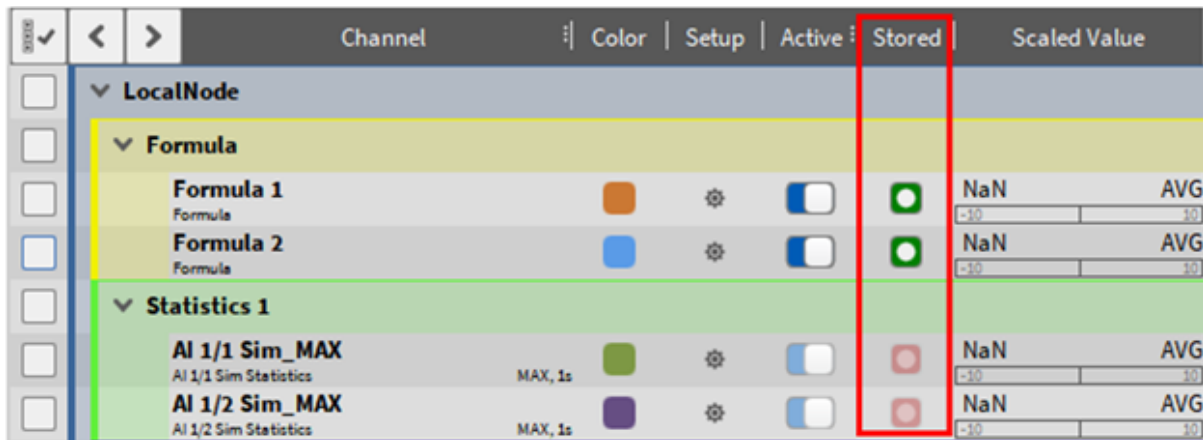 Channel Color Setup Active Stored Scaled Value
LocalNode
Formula
Formula 1 NaN AVG
Formula -10 10
Formula 2 NaN AVG
Formula -10 10
Statistics 1
AI 1/1 Sim_MAX NaN AVG
AI 1/1 Sim Statistics MAX, 1s -10 10
AI 1/2 Sim_MAX NaN AVG
AI 1/2 Sim Statistics MAX, 1s -10 10